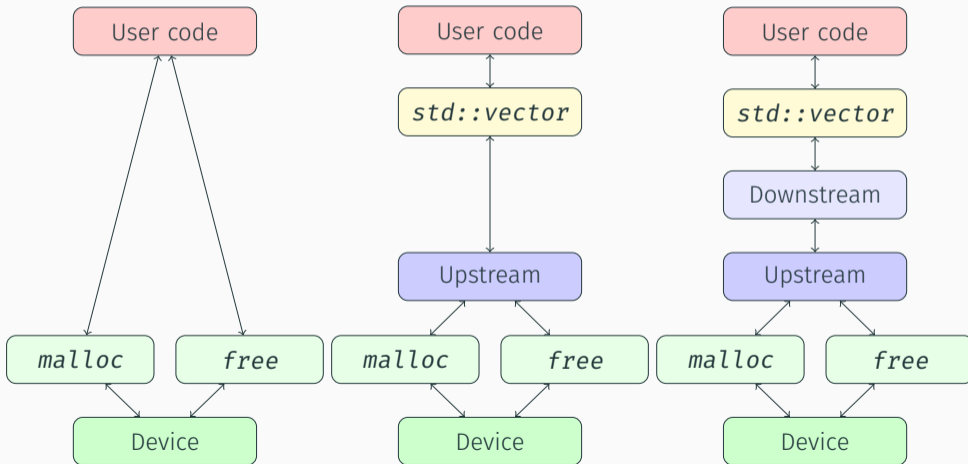 User code
malloc
free
Device
User code
std::vector
Upstream
malloc
free
Device
User code
std::vector
Downstream
Upstream
malloc
free
Device